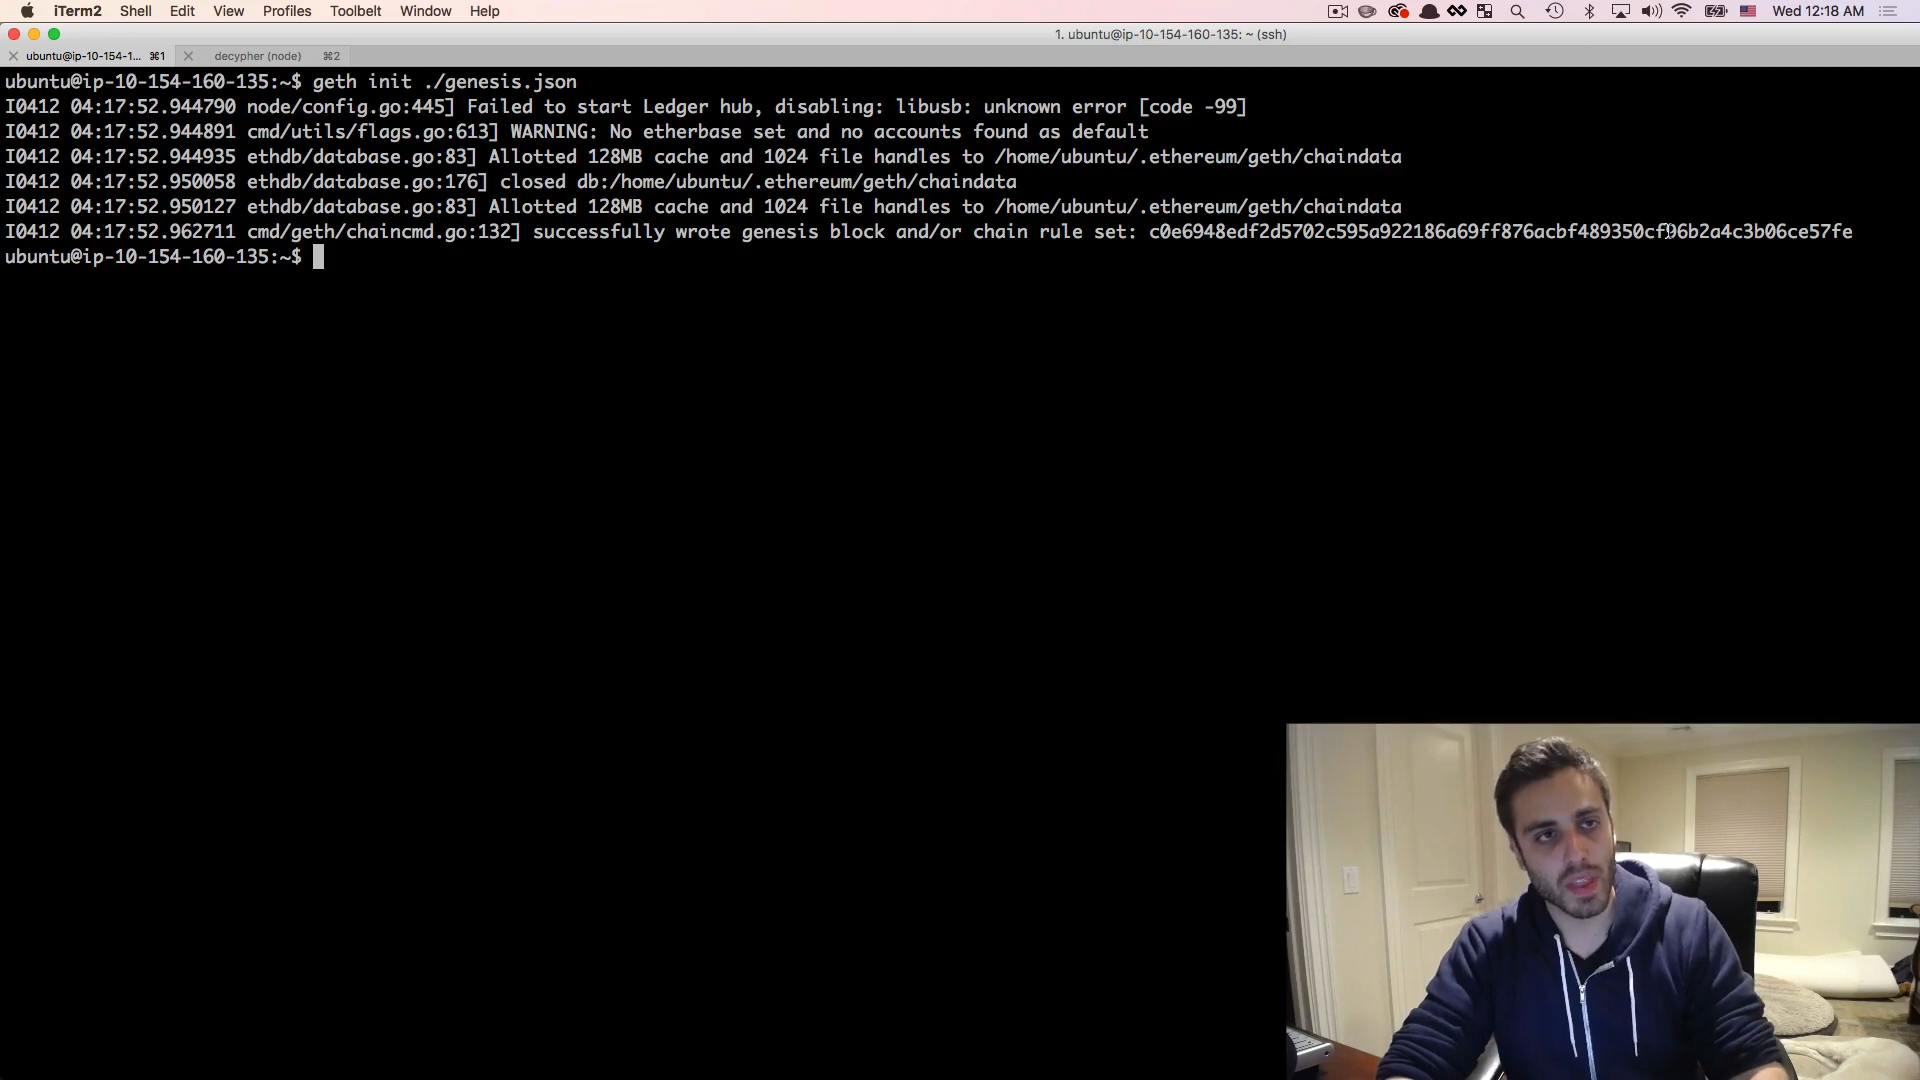 iTerm2 Shell Edit View Profiles Toolbelt Window Help Wed 12:18 AM
1. ubuntu@ip-10-154-160-135: ~ (ssh)
ubuntu@ip-10-154-1... ⌘1 decypher (node) ⌘2
ubuntu@ip-10-154-160-135:~$ geth init ./genesis.json
I0412 04:17:52.944790 node/config.go:445] Failed to start Ledger hub, disabling: libusb: unknown error [code -99]
I0412 04:17:52.944891 cmd/utils/flags.go:613] WARNING: No etherbase set and no accounts found as default
I0412 04:17:52.944935 ethdb/database.go:83] Allotted 128MB cache and 1024 file handles to /home/ubuntu/.ethereum/geth/chaindata
I0412 04:17:52.950058 ethdb/database.go:176] closed db:/home/ubuntu/.ethereum/geth/chaindata
I0412 04:17:52.950127 ethdb/database.go:83] Allotted 128MB cache and 1024 file handles to /home/ubuntu/.ethereum/geth/chaindata
I0412 04:17:52.962711 cmd/geth/chaincmd.go:132] successfully wrote genesis block and/or chain rule set: c0e6948edf2d5702c595a922186a69ff876acbf489350cf96b2a4c3b06ce57fe
ubuntu@ip-10-154-160-135:~$